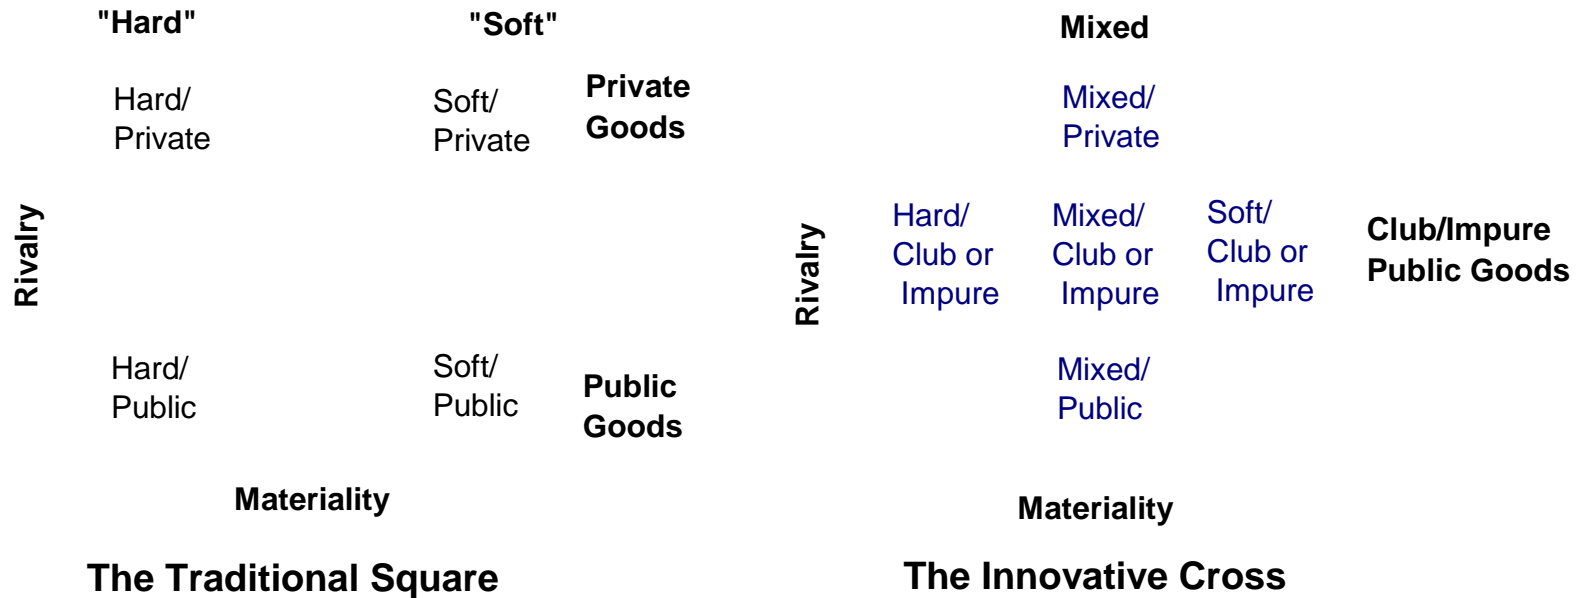 "Hard"
"Soft"
Hard/
Private
Soft/
Private
Private
Goods
Rivalry
Hard/
Public
Soft/
Public
Public
Goods
Materiality
The Traditional Square
Mixed
Mixed/
Private
Rivalry
Hard/
Club or
Impure
Mixed/
Club or
Impure
Soft/
Club or
Impure
Club/Impure
Public Goods
Mixed/
Public
Materiality
The Innovative Cross